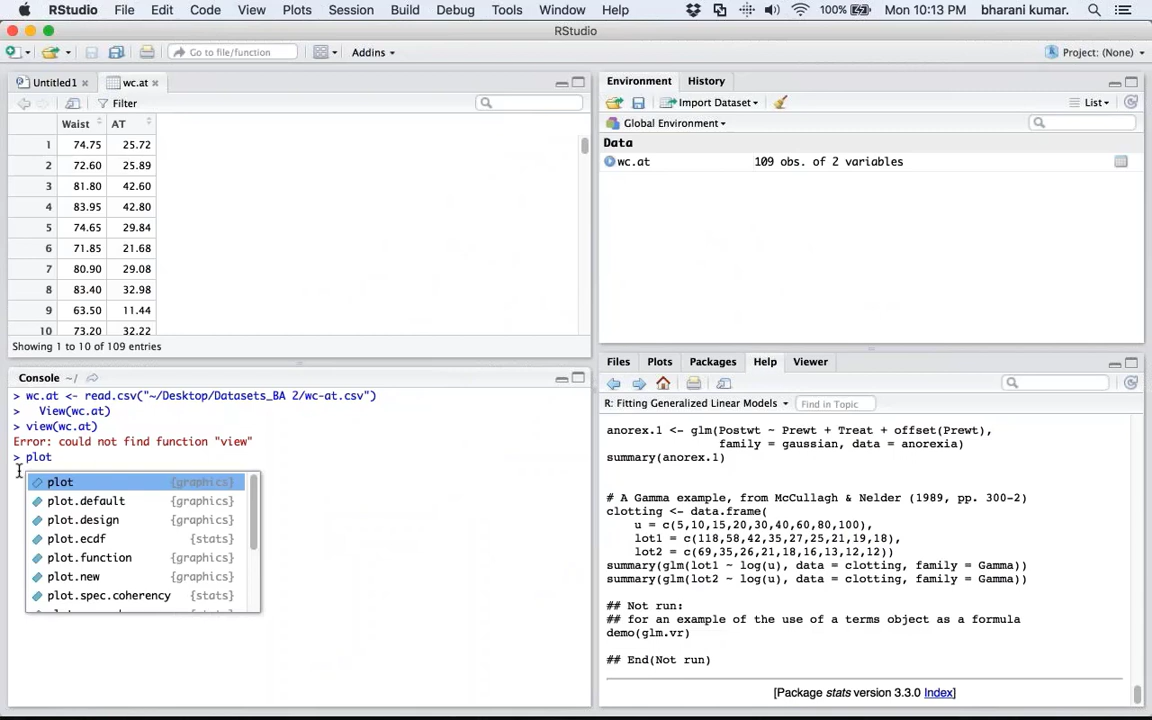 RStudio File Edit Code View Plots Session Build Debug Tools Window Help 100% Mon 10:13 PM bharani kumar.
RStudio
Go to file/function Addins Project: (None)
Untitled1 wc.at
Filter
Waist AT
1 74.75 25.72
2 72.60 25.89
3 81.80 42.60
4 83.95 42.80
5 74.65 29.84
6 71.85 21.68
7 80.90 29.08
8 83.40 32.98
9 63.50 11.44
10 73.20 32.22
Showing 1 to 10 of 109 entries
Environment History
Import Dataset List
Global Environment
Data
wc.at 109 obs. of 2 variables
Console ~/
> wc.at <- read.csv("~/Desktop/Datasets_BA 2/wc-at.csv")
>   View(wc.at)
> view(wc.at)
Error: could not find function "view"
> plot
plot {graphics}
plot.default {graphics}
plot.design {graphics}
plot.ecdf {stats}
plot.function {graphics}
plot.new {graphics}
plot.spec.coherency {stats}
Files Plots Packages Help Viewer
R: Fitting Generalized Linear Models Find in Topic
anorex.1 <- glm(Postwt ~ Prewt + Treat + offset(Prewt),
family = gaussian, data = anorexia)
summary(anorex.1)
# A Gamma example, from McCullagh & Nelder (1989, pp. 300-2)
clotting <- data.frame(
u = c(5,10,15,20,30,40,60,80,100),
lot1 = c(118,58,42,35,27,25,21,19,18),
lot2 = c(69,35,26,21,18,16,13,12,12))
summary(glm(lot1 ~ log(u), data = clotting, family = Gamma))
summary(glm(lot2 ~ log(u), data = clotting, family = Gamma))
## Not run:
## for an example of the use of a terms object as a formula
demo(glm.vr)
## End(Not run)
[Package stats version 3.3.0 Index]